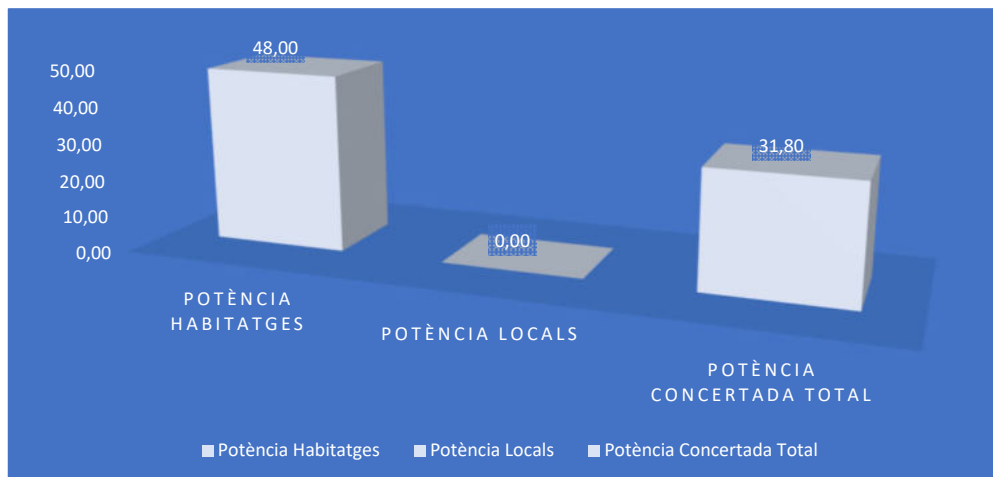 48,00
50,00
40,00
30,00
20,00
10,00
0,00
31,80
0,00
POTÈNCIA
HABITATGES
POTÈNCIA LOCALS
POTÈNCIA
CONCERTADA TOTAL
Potència Habitatges Potència Locals Potència Concertada Total